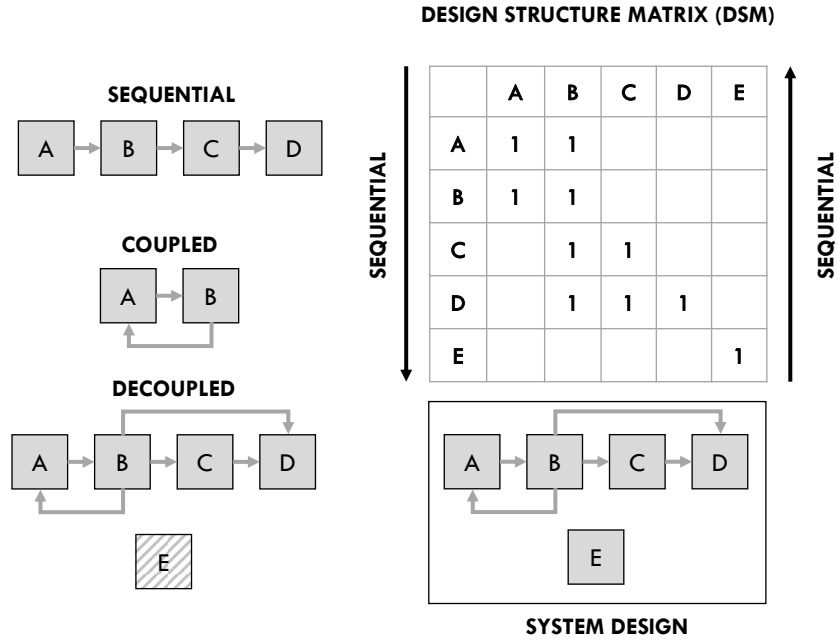 DESIGN STRUCTURE MATRIX (DSM)
SEQUENTIAL
A B C D
COUPLED
A B
DECOUPLED
A B C D
E
SEQUENTIAL
A B C D E
A 1 1
B 1 1
C 1 1
D 1 1 1
E 1
SEQUENTIAL
A B C D
E
SYSTEM DESIGN